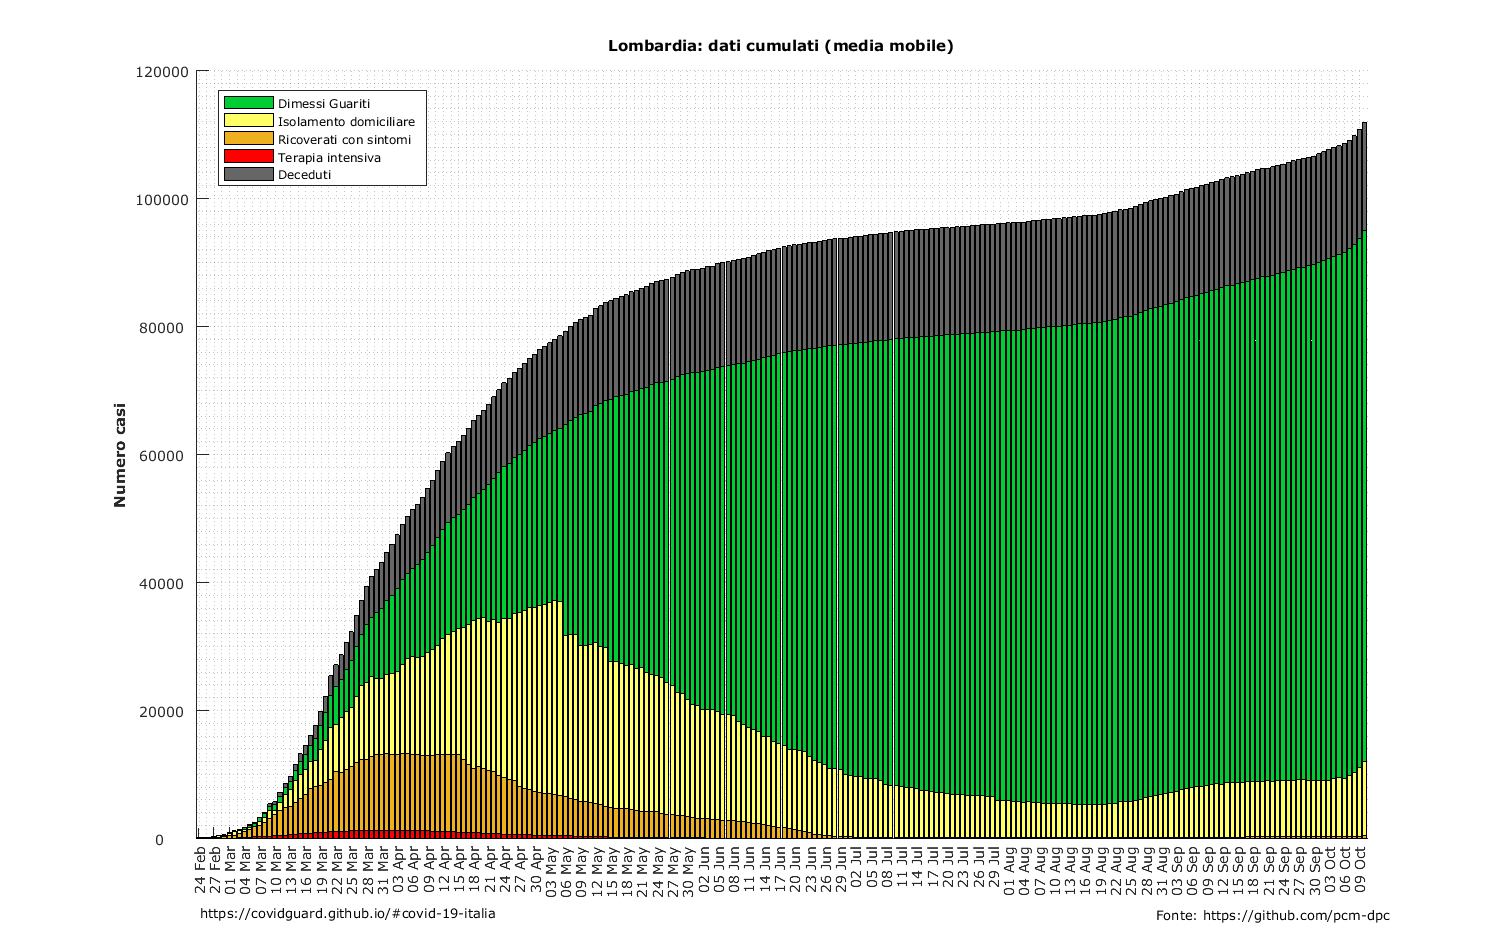 Lombardia: dati cumulati (media mobile)
120000
100000
80000
60000
40000
20000
0
Numero casi
Dimessi Guariti
Isolamento domiciliare
Ricoverati con sintomi
Terapia intensiva
Deceduti
24 Feb
27 Feb
01 Mar
04 Mar
07 Mar
10 Mar
13 Mar
16 Mar
19 Mar
22 Mar
25 Mar
28 Mar
31 Mar
03 Apr
06 Apr
09 Apr
12 Apr
15 Apr
18 Apr
21 Apr
24 Apr
27 Apr
30 Apr
03 May
06 May
09 May
12 May
15 May
18 May
21 May
24 May
27 May
30 May
02 Jun
05 Jun
08 Jun
11 Jun
14 Jun
17 Jun
20 Jun
23 Jun
26 Jun
29 Jun
02 Jul
05 Jul
08 Jul
11 Jul
14 Jul
17 Jul
20 Jul
23 Jul
26 Jul
29 Jul
01 Aug
04 Aug
07 Aug
10 Aug
13 Aug
16 Aug
19 Aug
22 Aug
25 Aug
28 Aug
31 Aug
03 Sep
06 Sep
09 Sep
12 Sep
15 Sep
18 Sep
21 Sep
24 Sep
27 Sep
30 Sep
03 Oct
06 Oct
09 Oct
https://covidguard.github.io/#covid-19-italia
Fonte: https://github.com/pcm-dpc